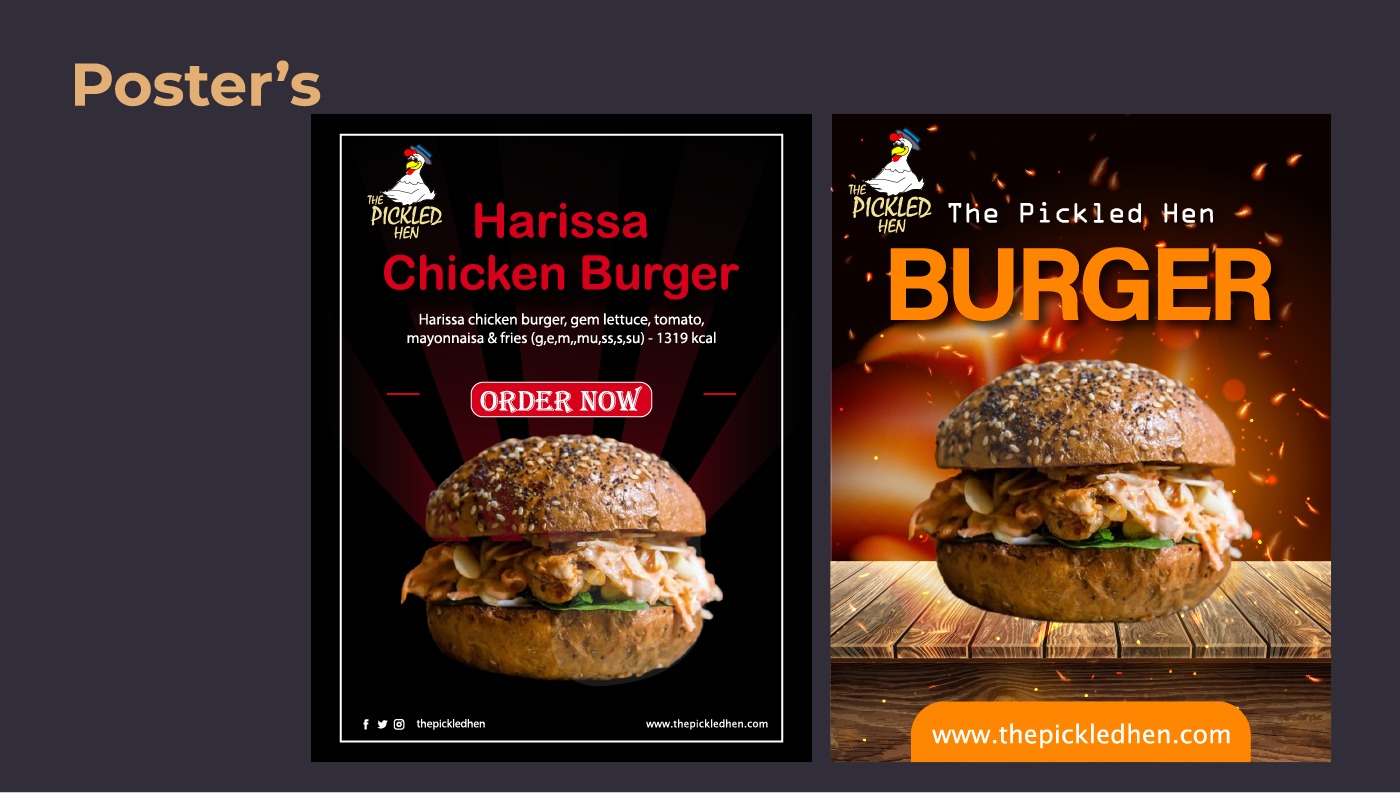 Poster’s
THE
PICKLED
HEN
Harissa
Chicken Burger
Harissa chicken burger, gem lettuce, tomato,
mayonnaisa & fries (g,e,m,,mu,ss,s,su) - 1319 kcal
ORDER NOW
thepickledhen
www.thepickledhen.com
THE
PICKLED
HEN
The Pickled Hen
BURGER
www.thepickledhen.com